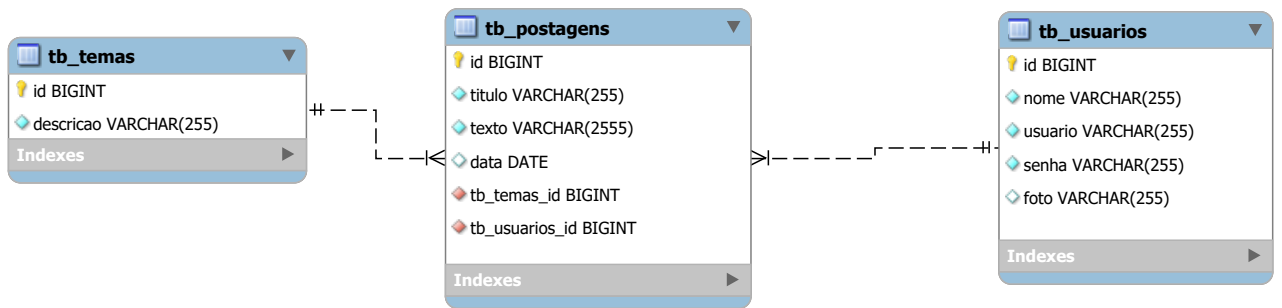 tb_temas
id BIGINT
descricao VARCHAR(255)
Indexes
tb_postagens
id BIGINT
titulo VARCHAR(255)
texto VARCHAR(2555)
data DATE
tb_temas_id BIGINT
tb_usuarios_id BIGINT
Indexes
tb_usuarios
id BIGINT
nome VARCHAR(255)
usuario VARCHAR(255)
senha VARCHAR(255)
foto VARCHAR(255)
Indexes